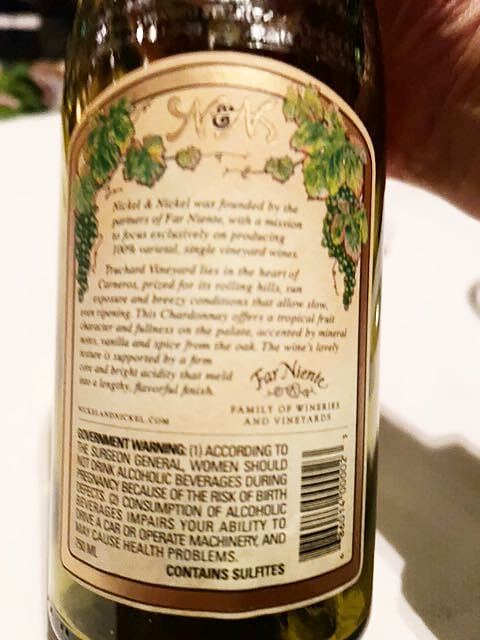 N & N
Nickel & Nickel was founded by the
partners of Far Niente, with a mission
to focus exclusively on producing
100% varietal, single vineyard wines.
Truchard Vineyard lies in the heart of
Carneros, prized for its rolling hills, sun
exposure and breezy conditions that allow slow,
even ripening. This Chardonnay offers a tropical fruit
character and fullness on the palate, accented by mineral
notes, vanilla and spice from the oak. The wine's lovely
texture is supported by a firm
core and bright acidity that meld
into a lengthy, flavorful finish.
Far Niente
FAMILY OF WINERIES
AND VINEYARDS
NICKELANDNICKEL.COM
GOVERNMENT WARNING: (1) ACCORDING TO
THE SURGEON GENERAL, WOMEN SHOULD
NOT DRINK ALCOHOLIC BEVERAGES DURING
PREGNANCY BECAUSE OF THE RISK OF BIRTH
DEFECTS. (2) CONSUMPTION OF ALCOHOLIC
BEVERAGES IMPAIRS YOUR ABILITY TO
DRIVE A CAR OR OPERATE MACHINERY, AND
MAY CAUSE HEALTH PROBLEMS.
750 ML
CONTAINS SULFITES